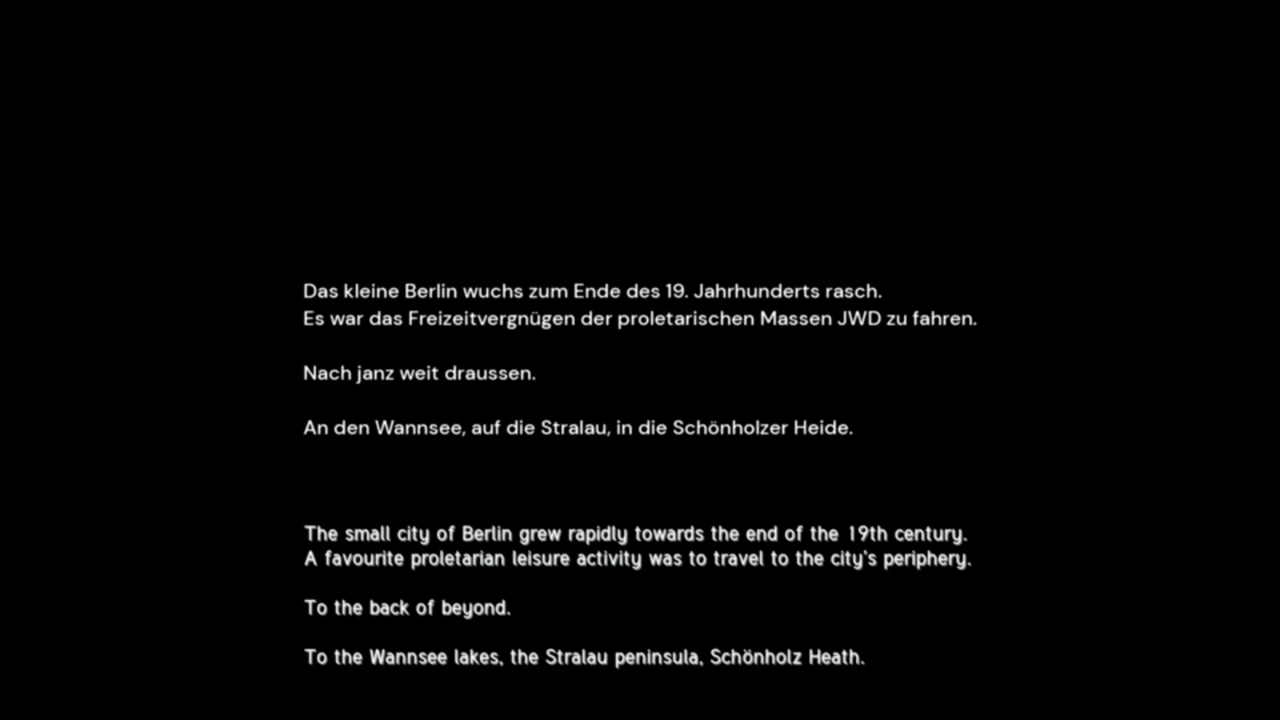 Das kleine Berlin wuchs zum Ende des 19. Jahrhunderts rasch.
Es war das Freizeitvergnügen der proletarischen Massen JWD zu fahren.
Nach janz weit draussen.
An den Wannsee, auf die Stralau, in die Schönholzer Heide.
The small city of Berlin grew rapidly towards the end of the 19th century.
A favourite proletarian leisure activity was to travel to the city's periphery.
To the back of beyond.
To the Wannsee lakes, the Stralau peninsula, Schönholz Heath.